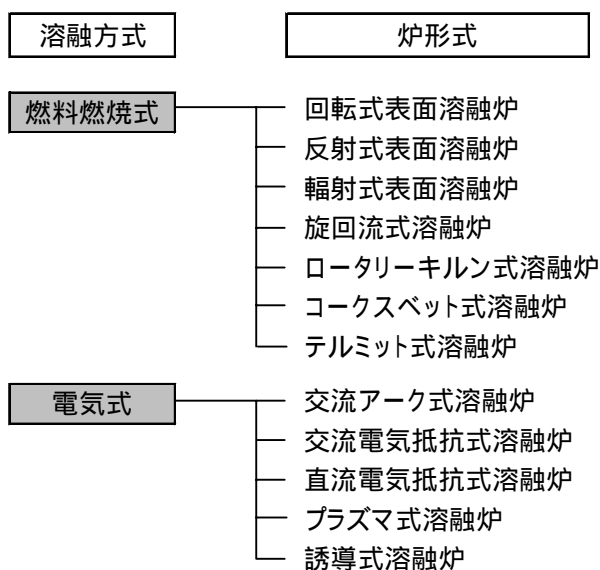 溶融方式 炉形式
燃料燃焼式 回転式表面溶融炉
反射式表面溶融炉
輻射式表面溶融炉
旋回流式溶融炉
ロータリーキルン式溶融炉
コークスベット式溶融炉
テルミット式溶融炉
電気式 交流アーク式溶融炉
交流電気抵抗式溶融炉
直流電気抵抗式溶融炉
プラズマ式溶融炉
誘導式溶融炉